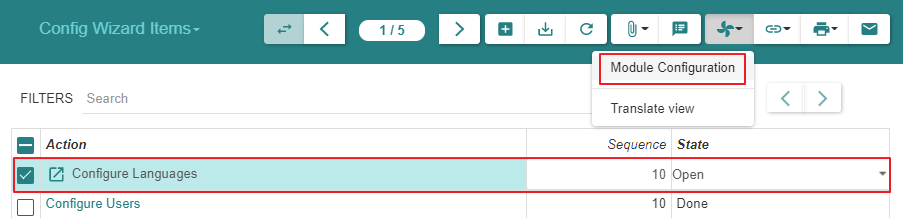 Config Wizard Items
1 / 5
Module Configuration
FILTERS Search
Translate view
Action Sequence State
Configure Languages 10 Open
Configure Users 10 Done